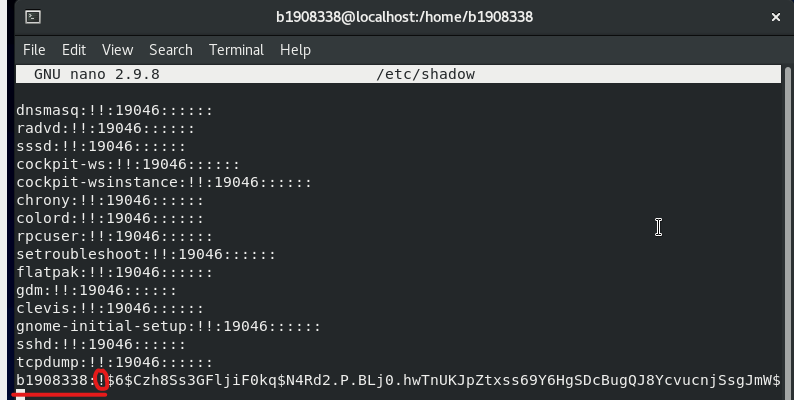 b1908338@localhost:/home/b1908338
File Edit View Search Terminal Help
GNU nano 2.9.8 /etc/shadow
dnsmasq:!!:19046::::::
radvd:!!:19046::::::
sssd:!!:19046::::::
cockpit-ws:!!:19046::::::
cockpit-wsinstance:!!:19046::::::
chrony:!!:19046::::::
colord:!!:19046::::::
rpcuser:!!:19046::::::
setroubleshoot:!!:19046::::::
flatpak:!!:19046::::::
gdm:!!:19046::::::
clevis:!!:19046::::::
gnome-initial-setup:!!:19046::::::
sshd:!!:19046::::::
tcpdump:!!:19046::::::
b1908338:!$6$Czh8Ss3GFljiF0kq$N4Rd2.P.BLj0.hwTnUKJpZtxss69Y6HgSDcBugQJ8YcvucnjSsgJmW$